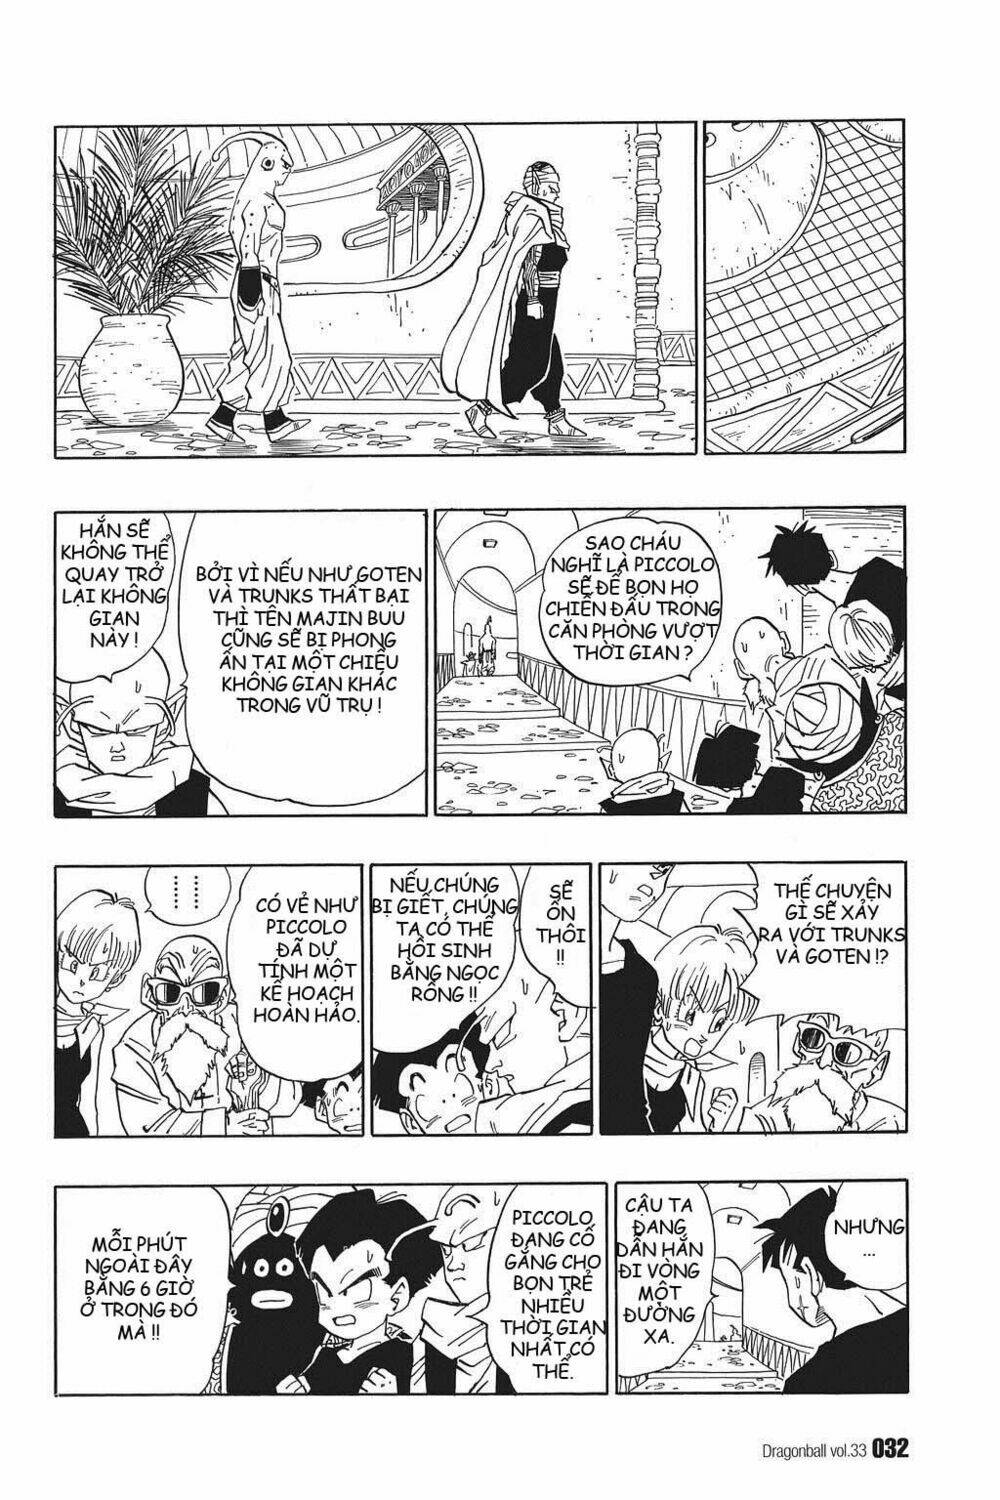 SAO CHÁU
NGHĨ LÀ PICCOLO
SẼ ĐỂ BỌN HỌ
CHIẾN ĐẤU TRONG
CĂN PHÒNG VƯỢT
THỜI GIAN ?
BỞI VÌ NẾU NHƯ GOTEN
VÀ TRUNKS THẤT BẠI
THÌ TÊN MAJIN BUU
CŨNG SẼ BỊ PHONG
ẤN TẠI MỘT CHIỀU
KHÔNG GIAN KHÁC
TRONG VŨ TRỤ !
HẮN SẼ
KHÔNG THỂ
QUAY TRỞ
LẠI KHÔNG
GIAN
NÀY !
THẾ CHUYỆN
GÌ SẼ XẢY
RA VỚI TRUNKS
VÀ GOTEN !?
SẼ
ỔN
THÔI
!!
NẾU CHÚNG
BỊ GIẾT, CHÚNG
TA CÓ THỂ
HỒI SINH
BẰNG NGỌC
RỒNG !!
CÓ VẺ NHƯ
PICCOLO
ĐÃ DỰ
TÍNH MỘT
KẾ HOẠCH
HOÀN HẢO.
......
NHƯNG
...
CẬU TA
ĐANG
DẪN HẮN
ĐI VÒNG
MỘT
ĐƯỜNG
XA.
PICCOLO
ĐANG CỐ
GẮNG CHO
BỌN TRẺ
NHIỀU
THỜI GIAN
NHẤT CÓ
THỂ.
MỖI PHÚT
NGOÀI ĐÂY
BẰNG 6 GIỜ
Ở TRONG ĐÓ
MÀ !!
Dragonball vol.33 032